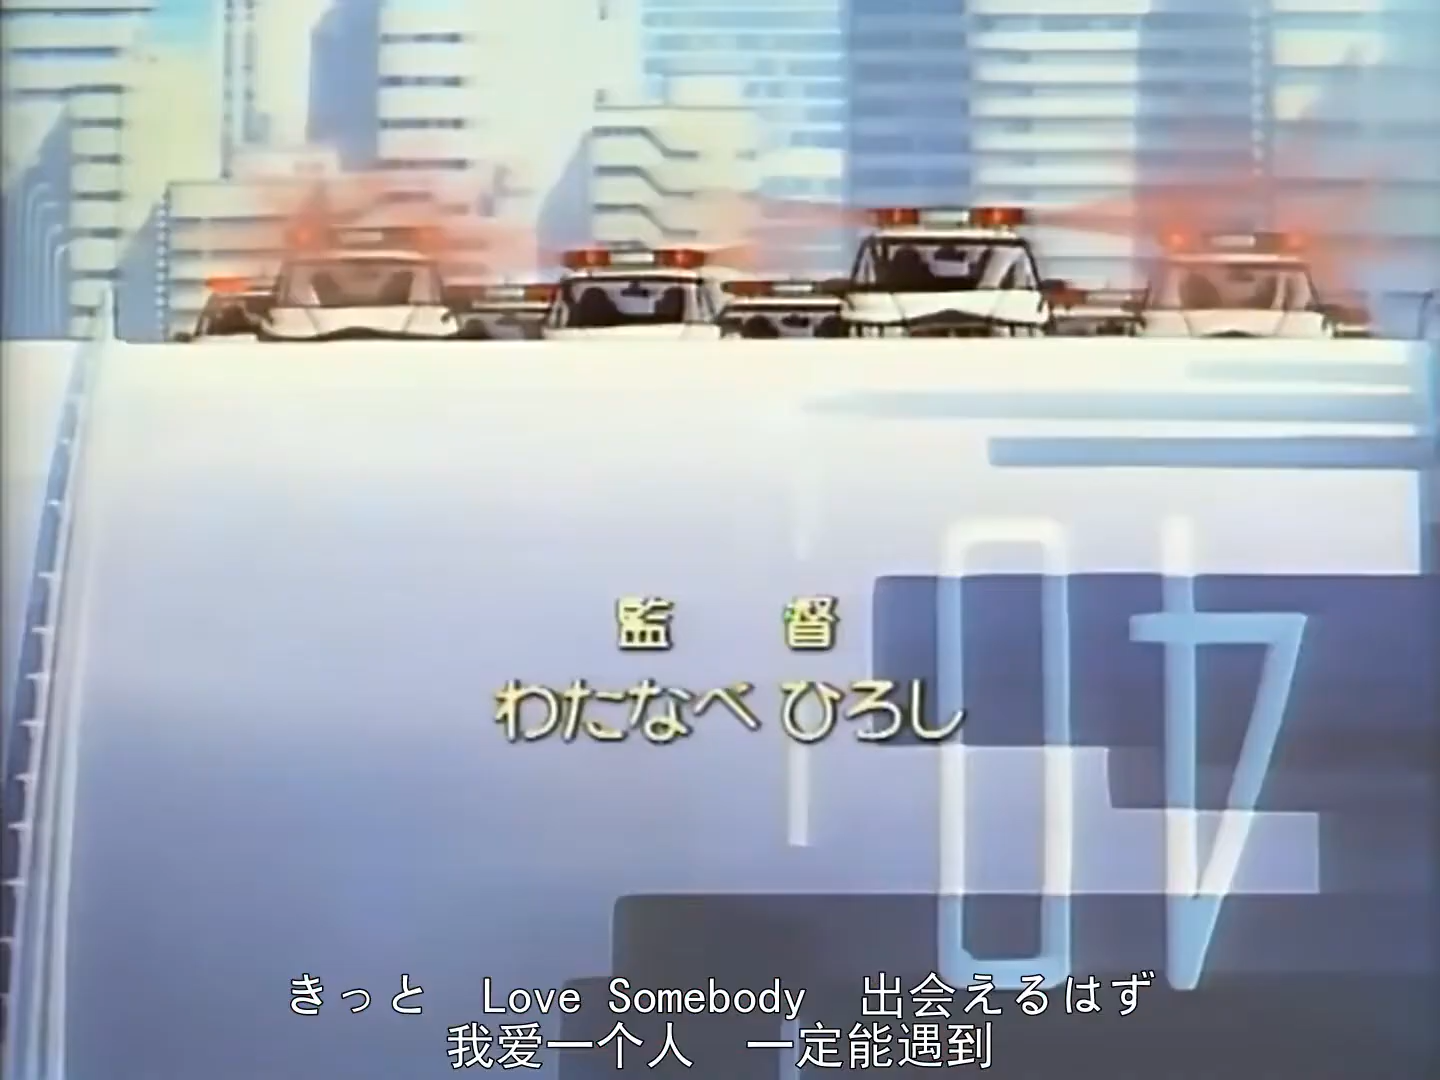 監 督
わたなべ ひろし
きっと Love Somebody 出会えるはず
我爱一个人 一定能遇到